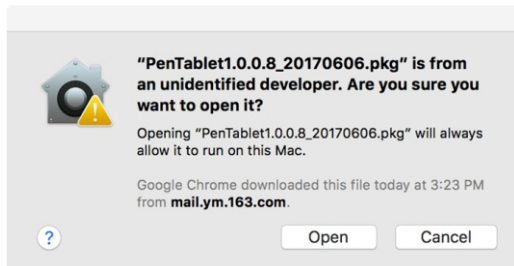 “PenTablet1.0.0.8_20170606.pkg” is from
an unidentified developer. Are you sure you
want to open it?
Opening “PenTablet1.0.0.8_20170606.pkg” will always
allow it to run on this Mac.
Google Chrome downloaded this file today at 3:23 PM
from mail.ym.163.com.
?
Open
Cancel